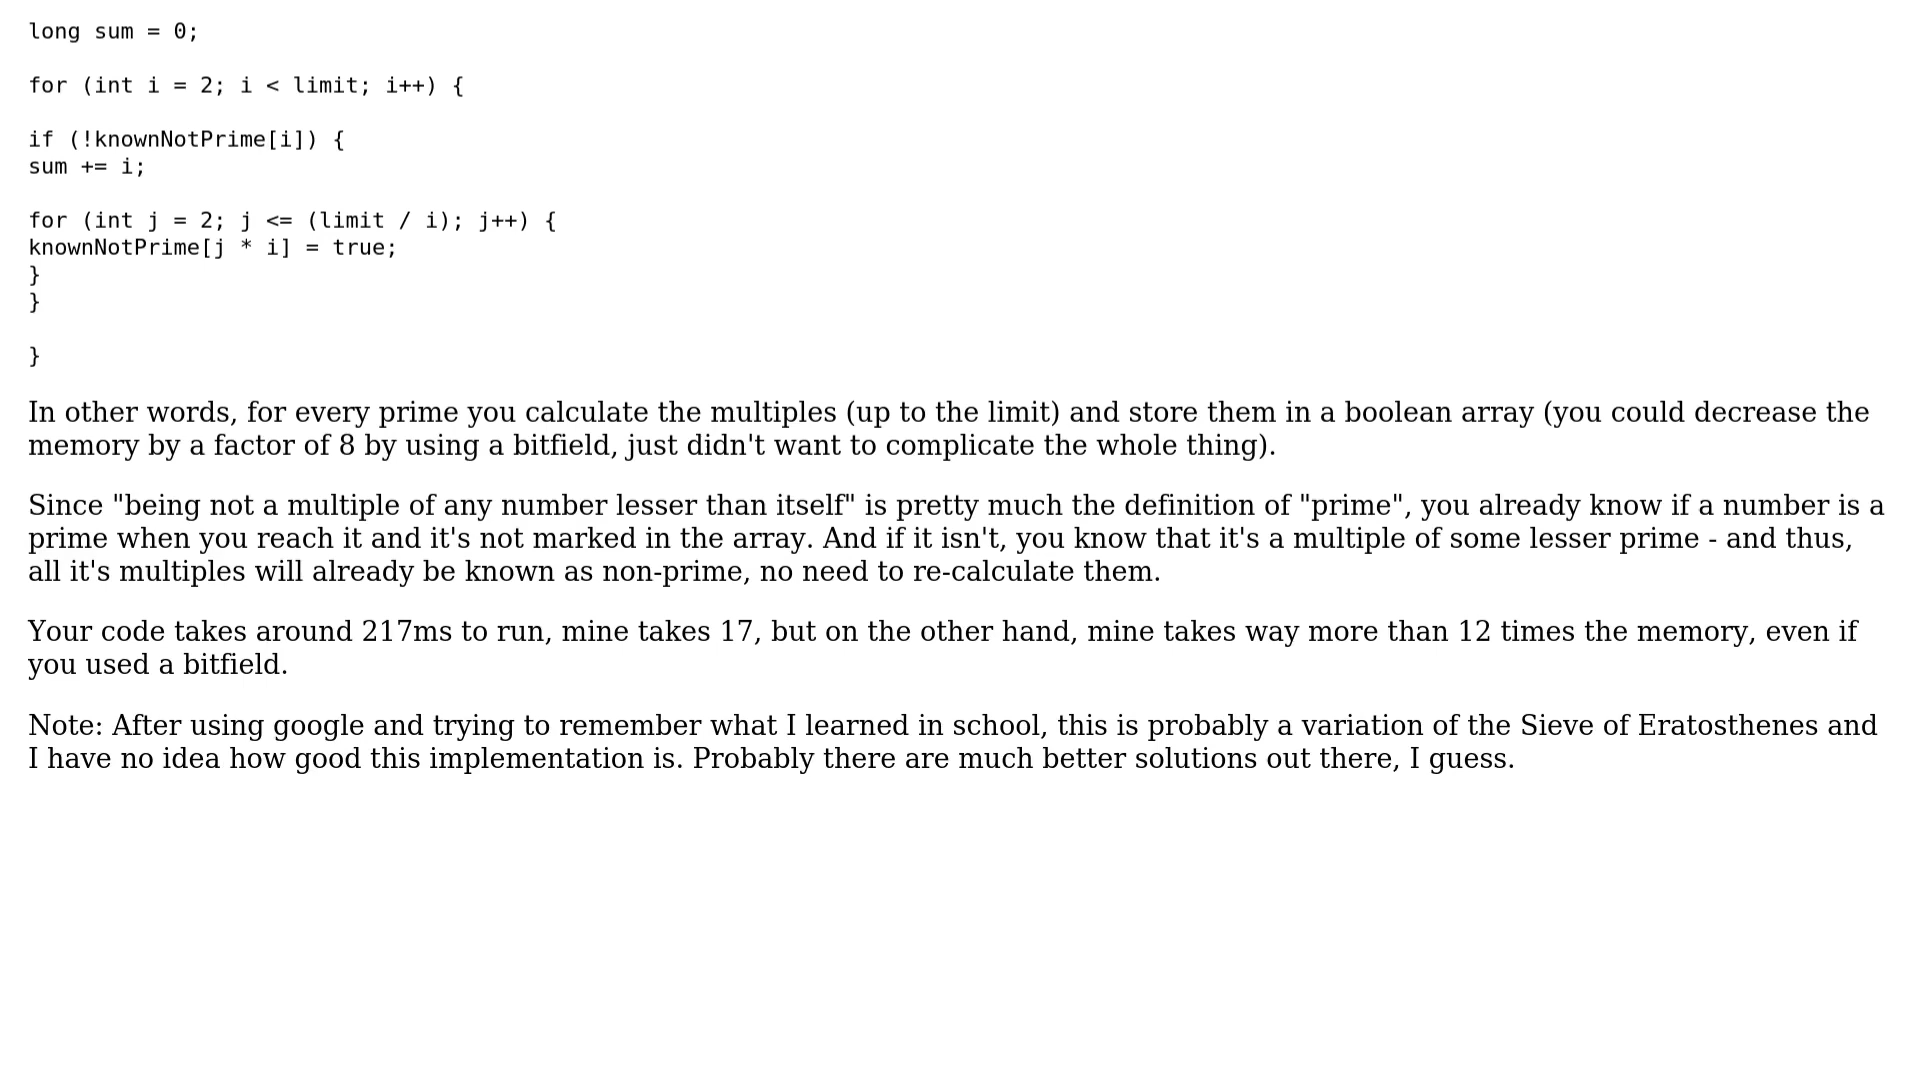 long sum = 0;
for (int i = 2; i < limit; i++) {
if (!knownNotPrime[i]) {
sum += i;
for (int j = 2; j <= (limit / i); j++) {
knownNotPrime[j * i] = true;
}
}
}
In other words, for every prime you calculate the multiples (up to the limit) and store them in a boolean array (you could decrease the
memory by a factor of 8 by using a bitfield, just didn't want to complicate the whole thing).
Since "being not a multiple of any number lesser than itself" is pretty much the definition of "prime", you already know if a number is a
prime when you reach it and it's not marked in the array. And if it isn't, you know that it's a multiple of some lesser prime - and thus,
all it's multiples will already be known as non-prime, no need to re-calculate them.
Your code takes around 217ms to run, mine takes 17, but on the other hand, mine takes way more than 12 times the memory, even if
you used a bitfield.
Note: After using google and trying to remember what I learned in school, this is probably a variation of the Sieve of Eratosthenes and
I have no idea how good this implementation is. Probably there are much better solutions out there, I guess.